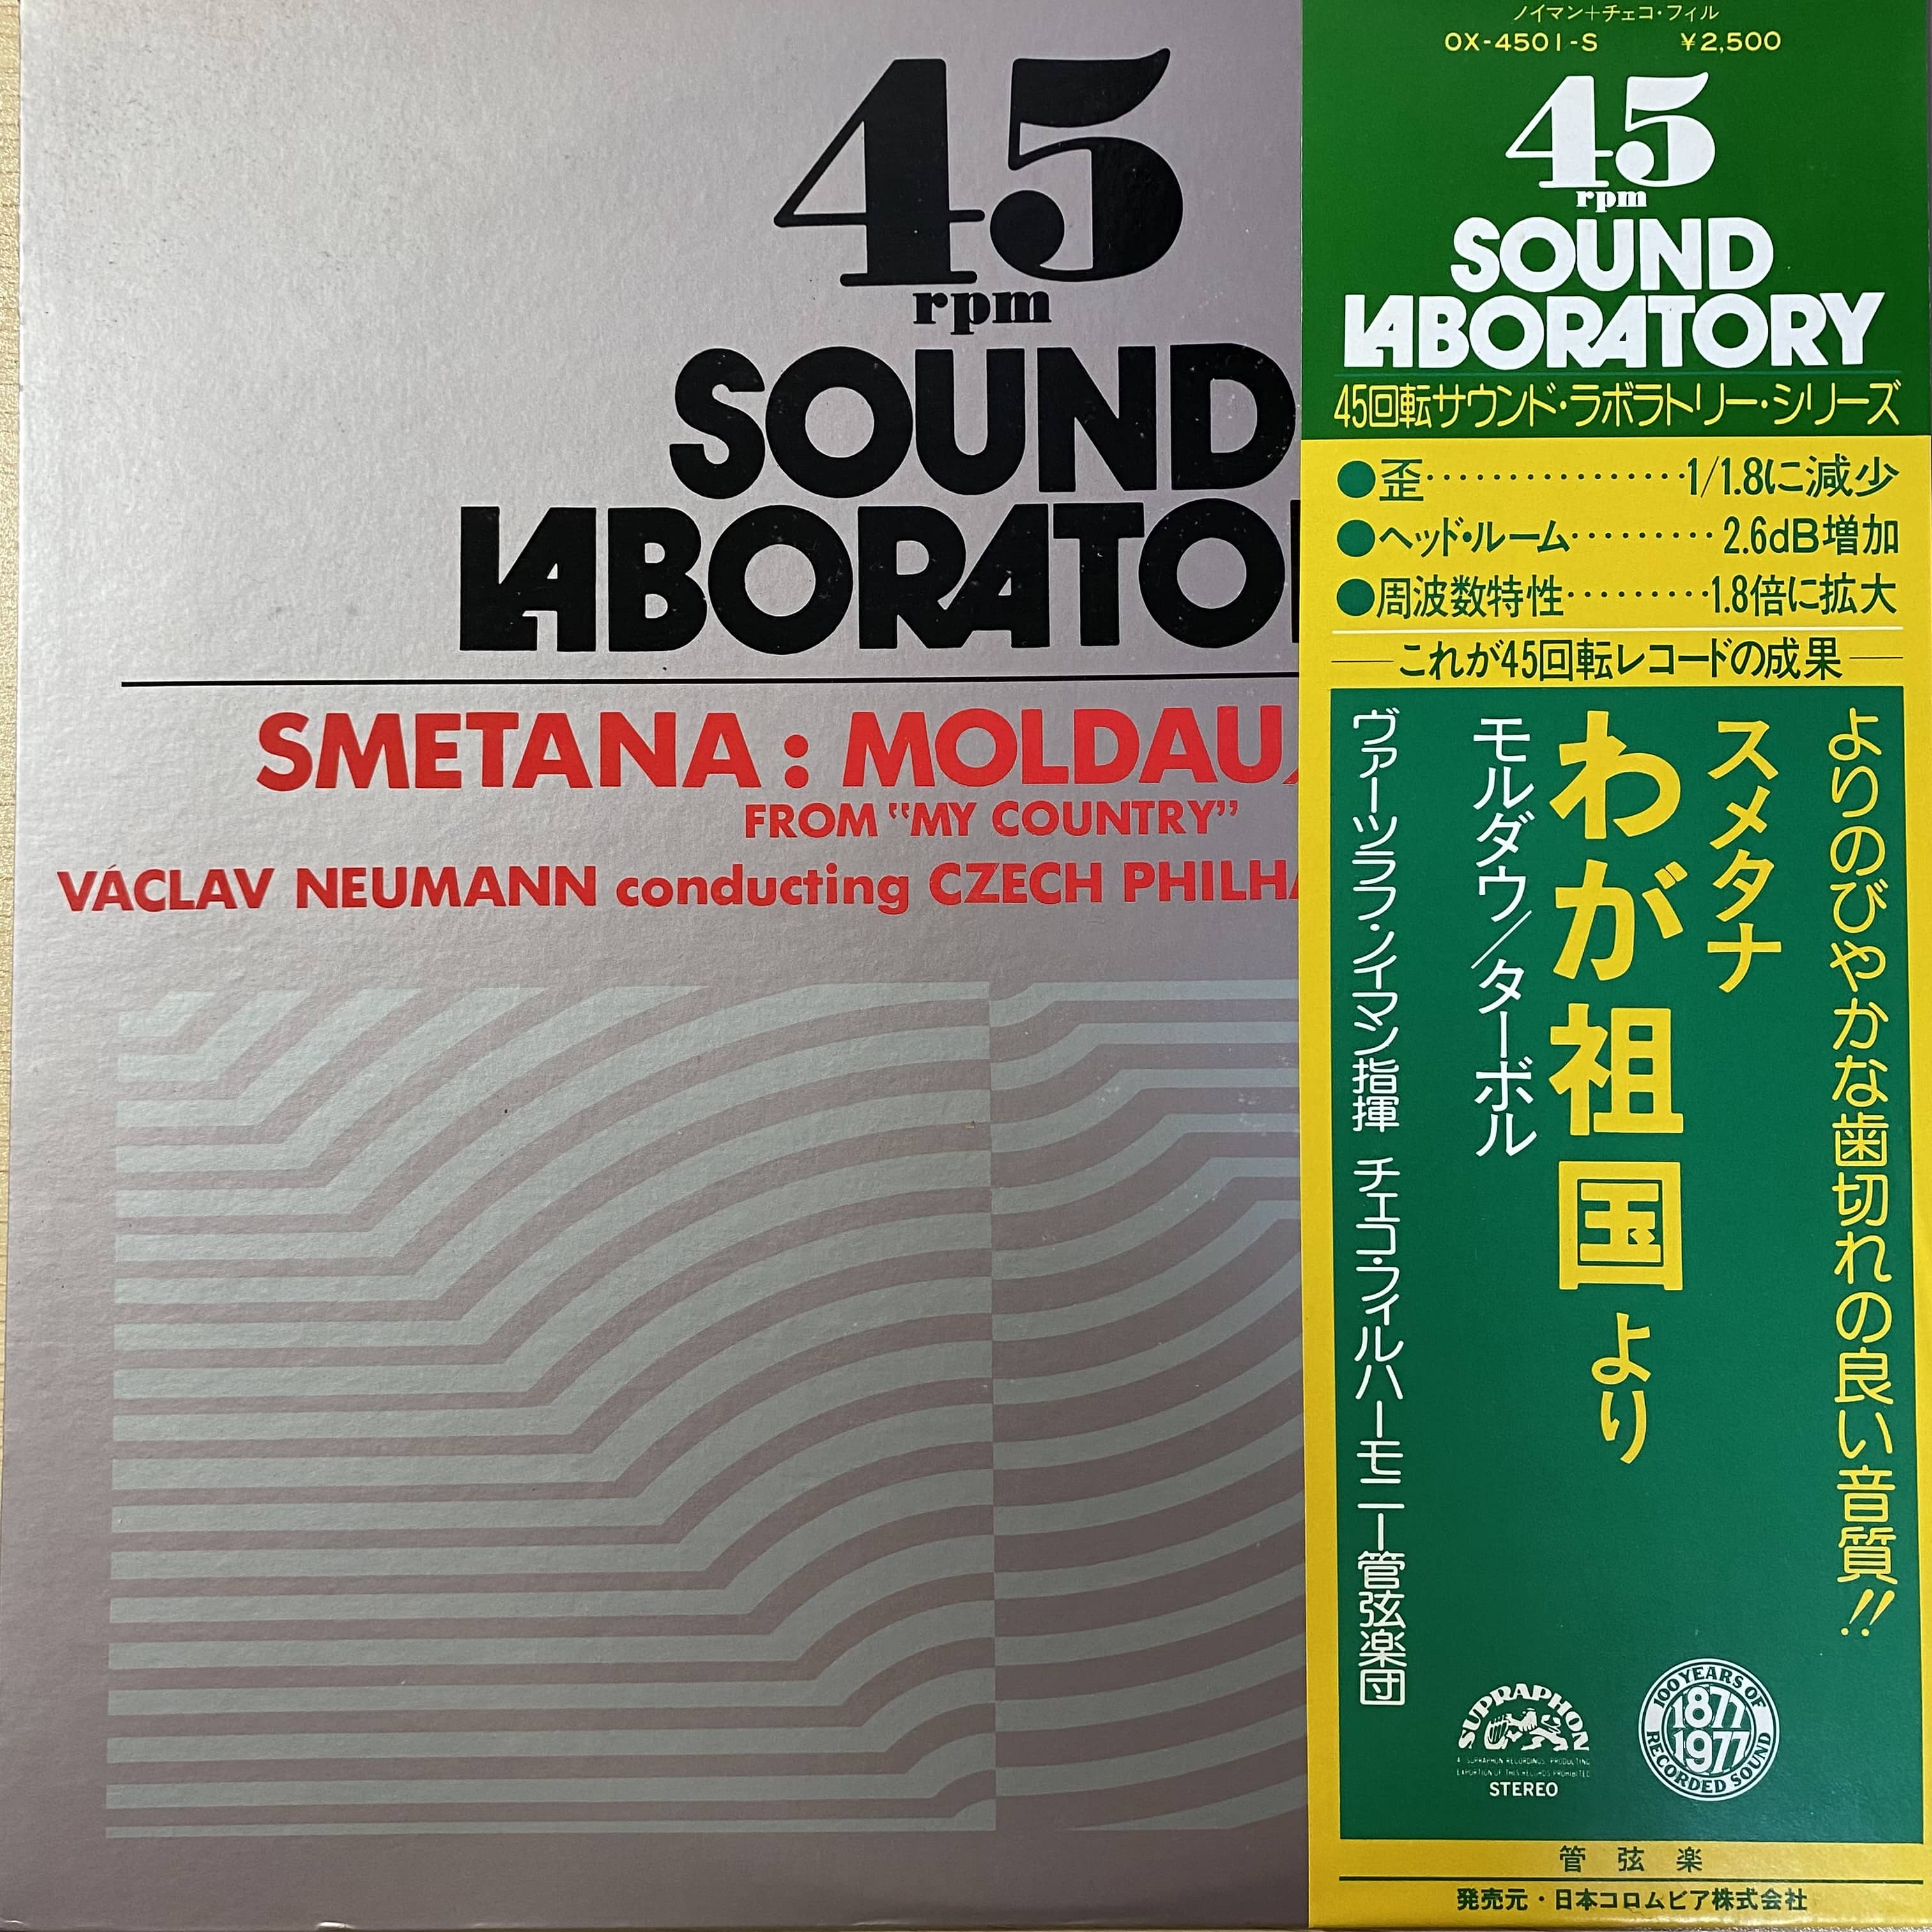 45
rpm
SOUND
LABORATO
SMETANA : MOLDAU
FROM “MY COUNTRY”
VÁCLAV NEUMANN conducting CZECH PHILHA
ノイマン+チェコ・フィル
OX-4501-S ¥2,500
45
rpm
SOUND
LABORATORY
45回転サウンド・ラボラトリー・シリーズ
●歪‥‥‥‥‥‥‥‥1/1.8に減少
●ヘッド・ルーム‥‥‥‥2.6dB増加
●周波数特性‥‥‥‥1.8倍に拡大
これが45回転レコードの成果
よりのびやかな歯切れの良い音質!!
スメタナ
わが祖国より
モルダウ/ターボル
ヴァーツラフ・ノイマン指揮 チェコ・フィルハーモニー管弦楽団
SUPRAPHON
A SUPRAPHON RECORDINGS PRODUCTING
EXPORTION OF THIS RECORDS PROHIBITED
STEREO
100 YEARS OF
1877
1977
RECORDED SOUND
管弦楽
発売元・日本コロムビア株式会社